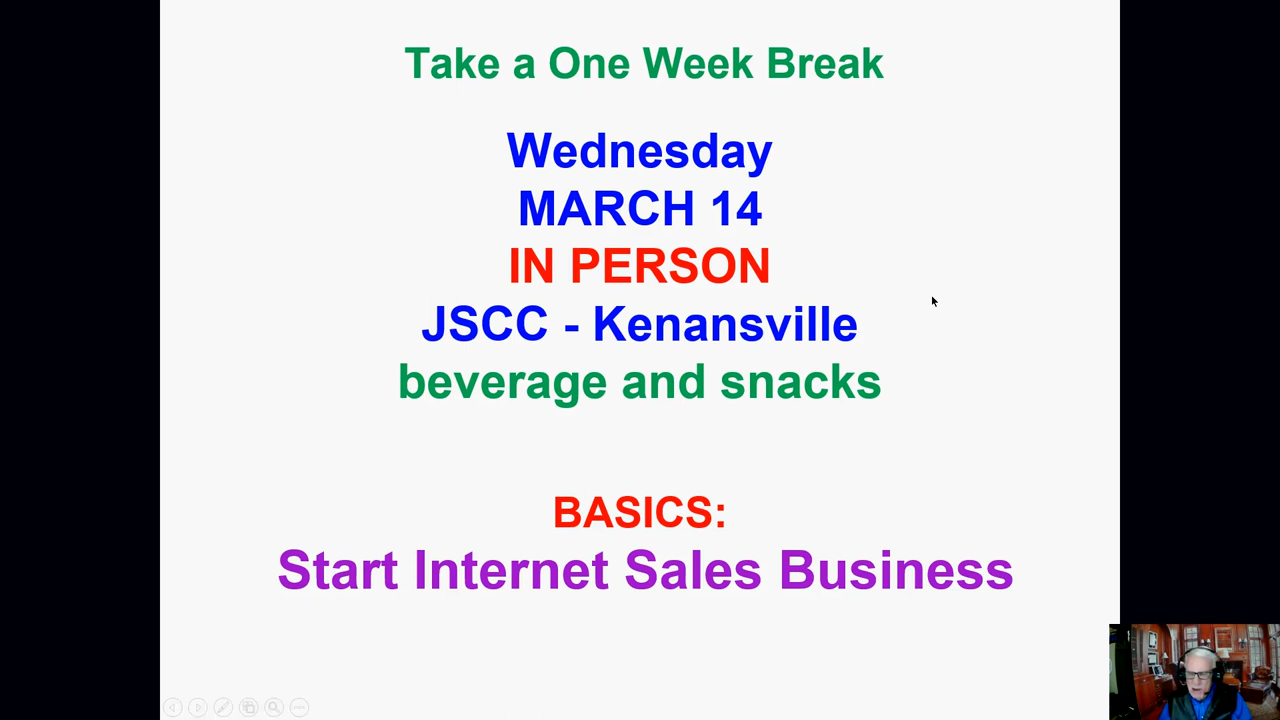 Take a One Week Break
Wednesday
MARCH 14
IN PERSON
JSCC - Kenansville
beverage and snacks
BASICS:
Start Internet Sales Business